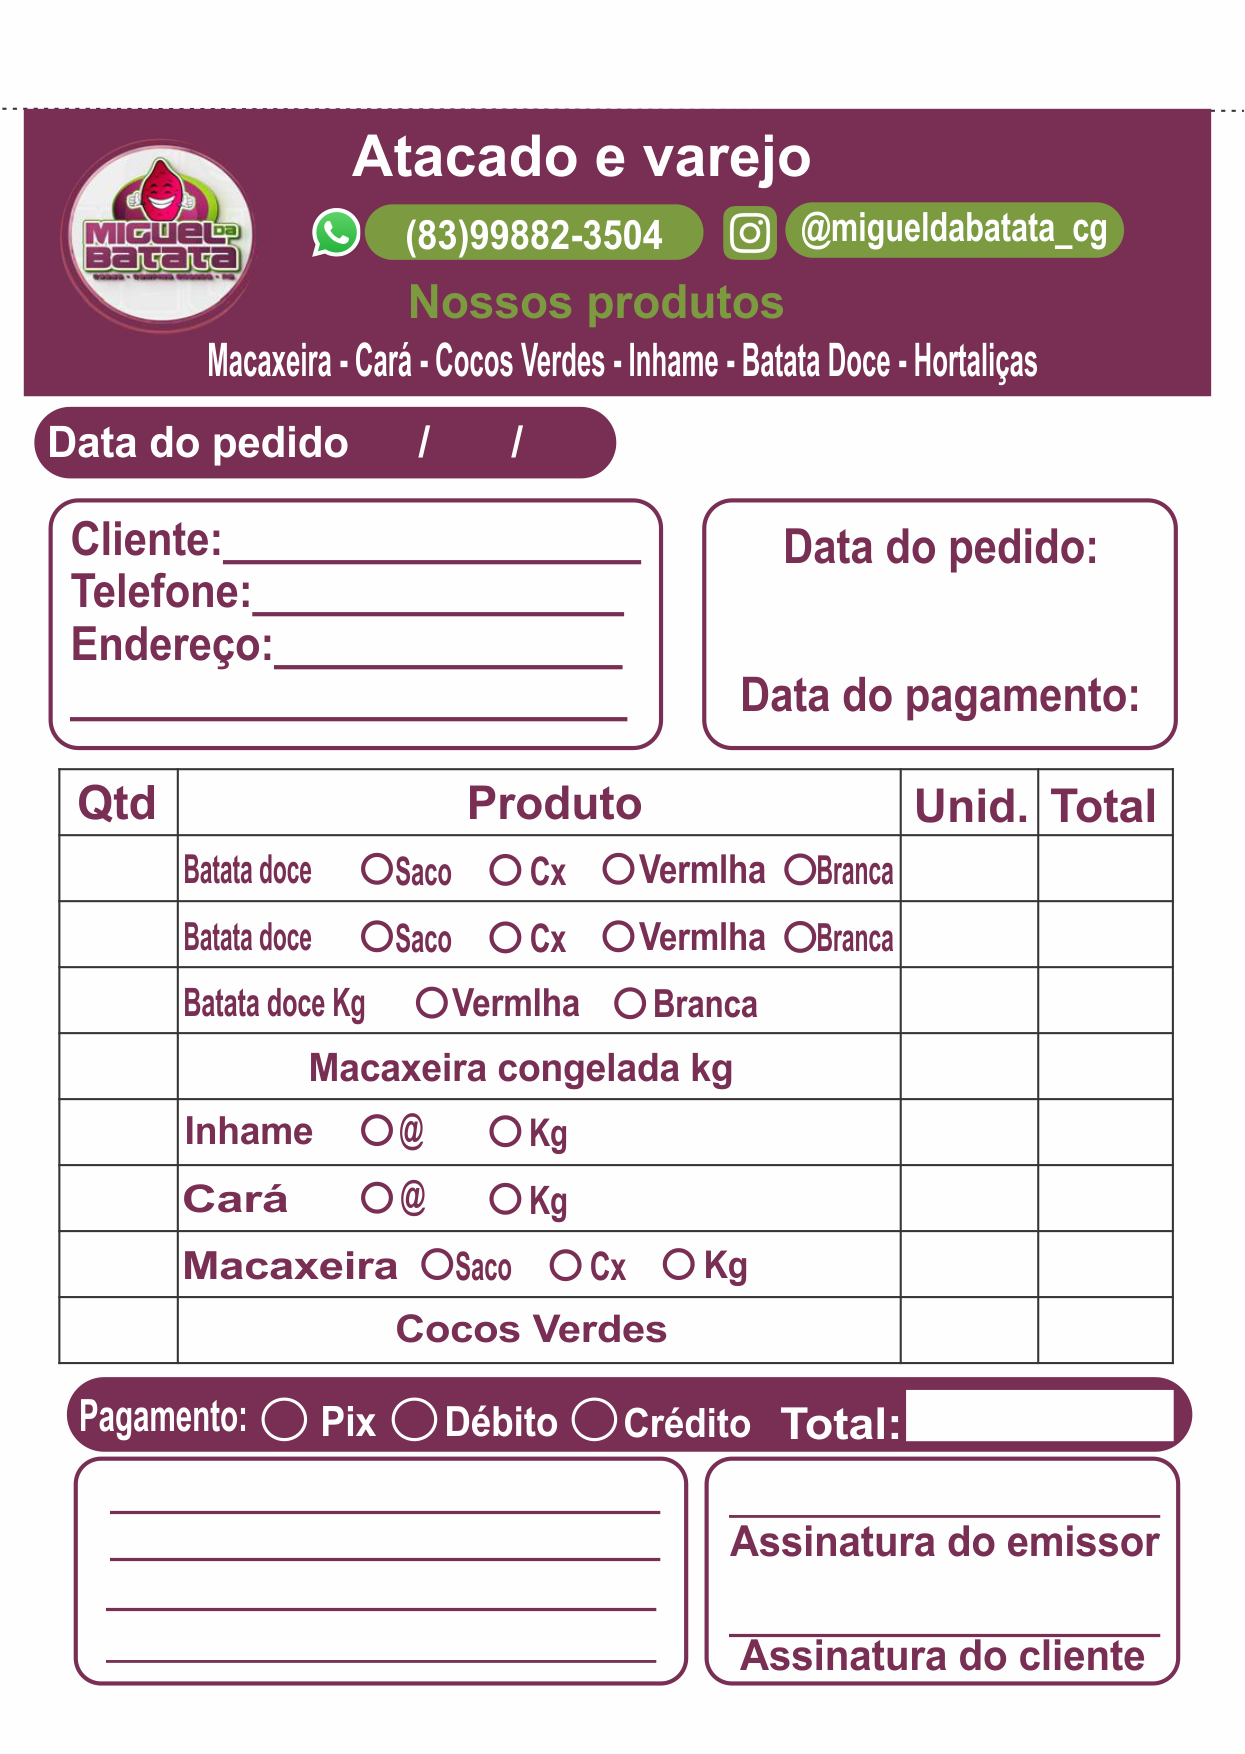 Atacado e varejo
MIGUEL DA
BATATA
(83)99882-3504
@migueldabatata_cg
Nossos produtos
Macaxeira - Cará - Cocos Verdes - Inhame - Batata Doce - Hortaliças
Data do pedido / /
Cliente:
Telefone:
Endereço:
Data do pedido:
Data do pagamento:
Qtd Produto Unid. Total
Batata doce Saco Cx Vermlha Branca
Batata doce Saco Cx Vermlha Branca
Batata doce Kg Vermlha Branca
Macaxeira congelada kg
Inhame @ Kg
Cará @ Kg
Macaxeira Saco Cx Kg
Cocos Verdes
Pagamento: Pix Débito Crédito Total:
Assinatura do emissor
Assinatura do cliente